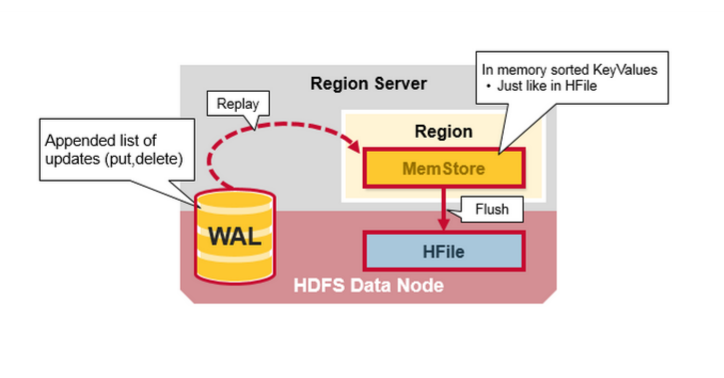 In memory sorted KeyValues
• Just like in HFile
Region Server
Replay
Region
Appended list of
updates (put,delete)
MemStore
Flush
WAL
HFile
HDFS Data Node